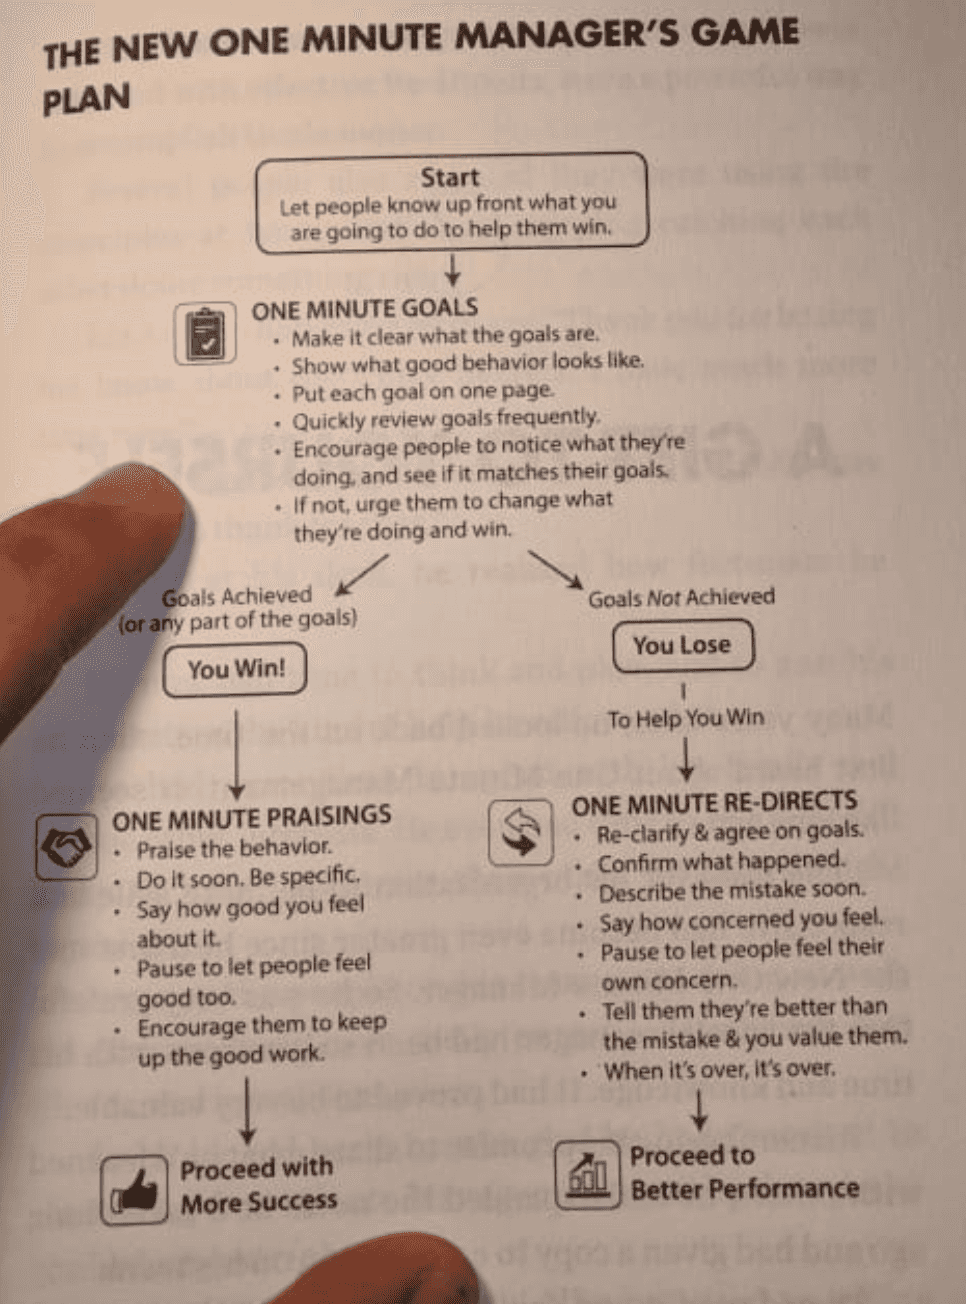 THE NEW ONE MINUTE MANAGER'S GAME
PLAN
Start
Let people know up front what you
are going to do to help them win.
ONE MINUTE GOALS
• Make it clear what the goals are.
• Show what good behavior looks like.
• Put each goal on one page.
• Quickly review goals frequently.
• Encourage people to notice what they're
doing, and see if it matches their goals.
• If not, urge them to change what
they're doing and win.
Goals Achieved
(or any part of the goals)
You Win!
Goals Not Achieved
You Lose
To Help You Win
ONE MINUTE PRAISINGS
• Praise the behavior.
• Do it soon. Be specific.
• Say how good you feel
about it.
• Pause to let people feel
good too.
• Encourage them to keep
up the good work.
Proceed with
More Success
ONE MINUTE RE-DIRECTS
• Re-clarify & agree on goals.
• Confirm what happened.
• Describe the mistake soon.
• Say how concerned you feel.
• Pause to let people feel their
own concern.
• Tell them they're better than
the mistake & you value them.
• When it's over, it's over.
Proceed to
Better Performance